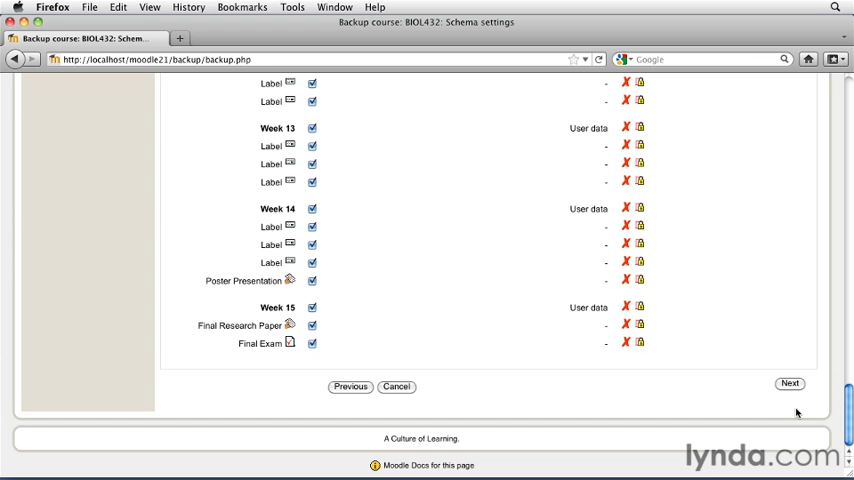 Firefox File Edit View History Bookmarks Tools Window Help
Backup course: BIOL432: Schema settings
Backup course: BIOL432: Schem... +
http://localhost/moodle21/backup/backup.php Google
Label
Label -
Week 13 User data
Label -
Label -
Label -
Week 14 User data
Label -
Label -
Label -
Poster Presentation -
Week 15 User data
Final Research Paper -
Final Exam -
Previous Cancel Next
A Culture of Learning.
lynda.com
Moodle Docs for this page